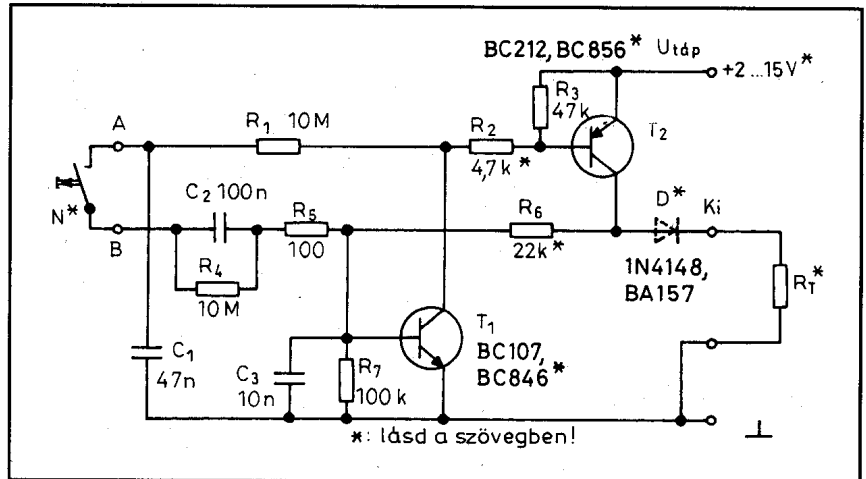 BC212, BC856* Utáp
+2...15V*
R3
47k
A
R1 10M
R2
4,7k*
T2
C2 100n
R5
100
N*
B
R4
10M
R6
22k*
D*
Ki
1N4148,
BA157
RT*
C1
47n
C3
10n
R7
100k
T1
BC107,
BC846*
*: lásd a szövegben!